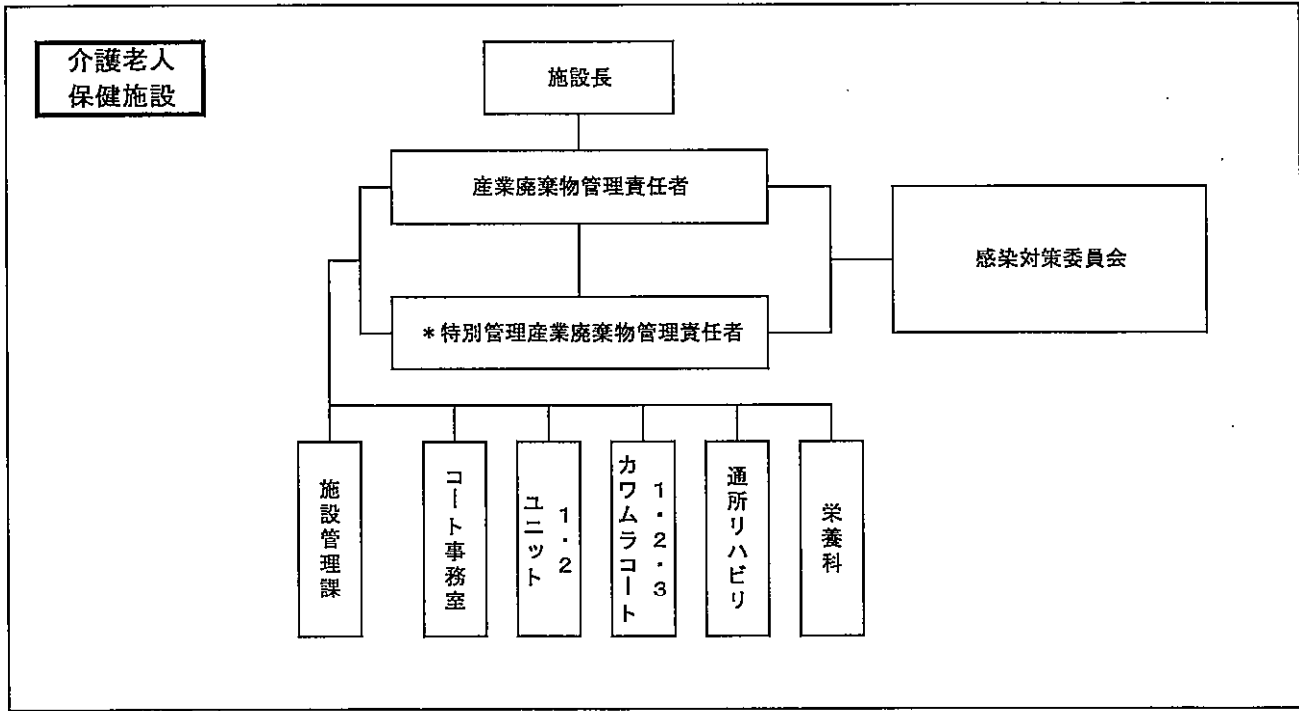 介護老人
保健施設
施設長
産業廃棄物管理責任者
感染対策委員会
*特別管理産業廃棄物管理責任者
施設管理課
コート事務室
1・2
ユニット
1・2・3
カワムラコート
通所リハビリ
栄養科